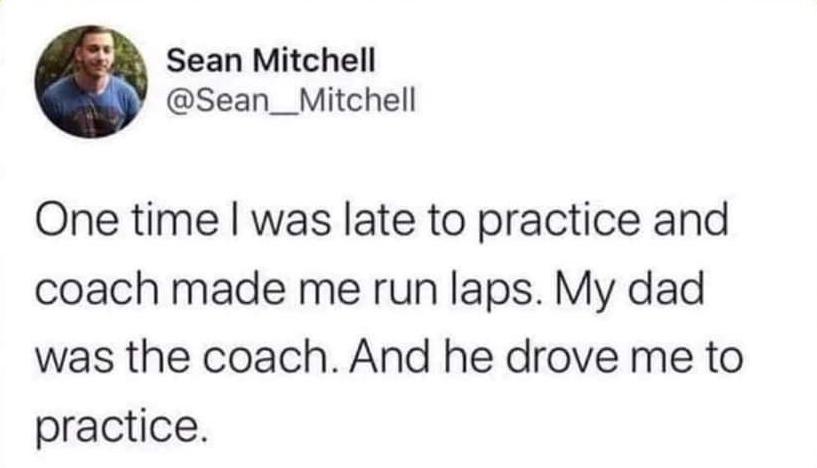 Sean Mitchell
@Sean__Mitchell
One time I was late to practice and
coach made me run laps. My dad
was the coach. And he drove me to
practice.